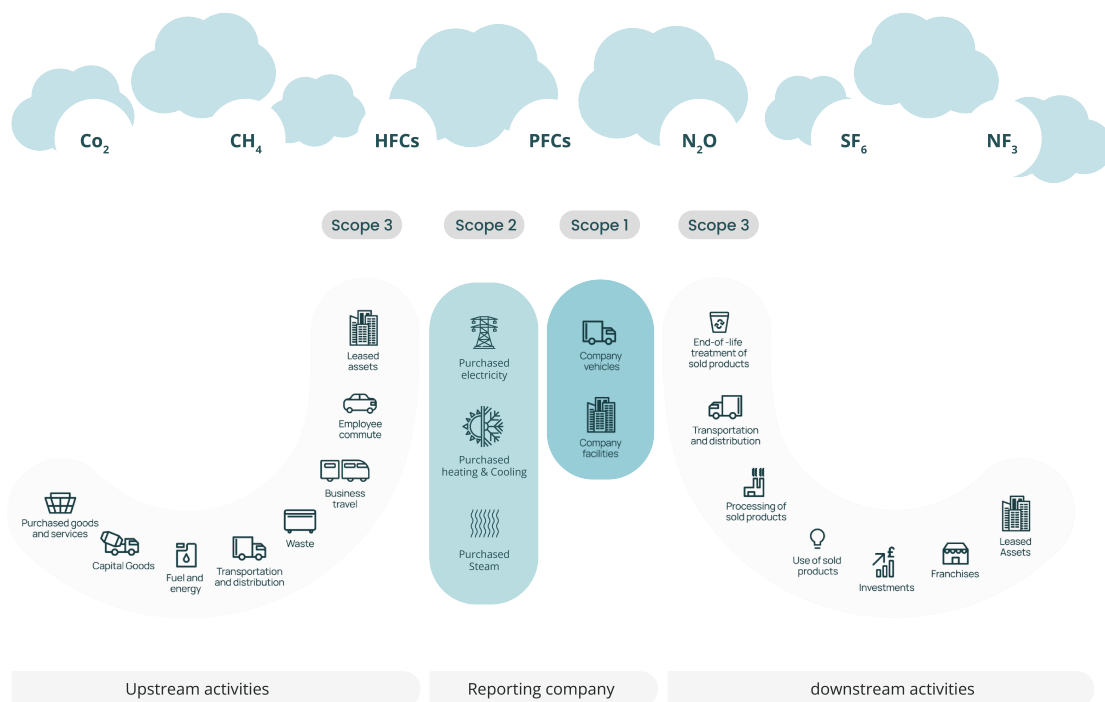 Co2
CH4
HFCs
PFCs
N2O
SF6
NF3
Scope 3
Scope 2
Scope 1
Scope 3
Leased
assets
Employee
commute
Business
travel
Waste
Transportation
and distribution
Fuel and
energy
Capital Goods
Purchased goods
and services
Purchased
electricity
Purchased
heating & Cooling
Purchased
Steam
Company
vehicles
Company
facilities
End-of -life
treatment of
sold products
Transportation
and distribution
Processing of
sold products
Use of sold
products
£
Investments
Franchises
Leased
Assets
Upstream activities
Reporting company
downstream activities